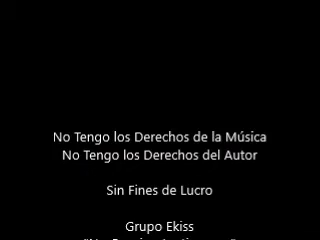 No Tengo los Derechos de la Música
No Tengo los Derechos del Autor
Sin Fines de Lucro
Grupo Ekiss